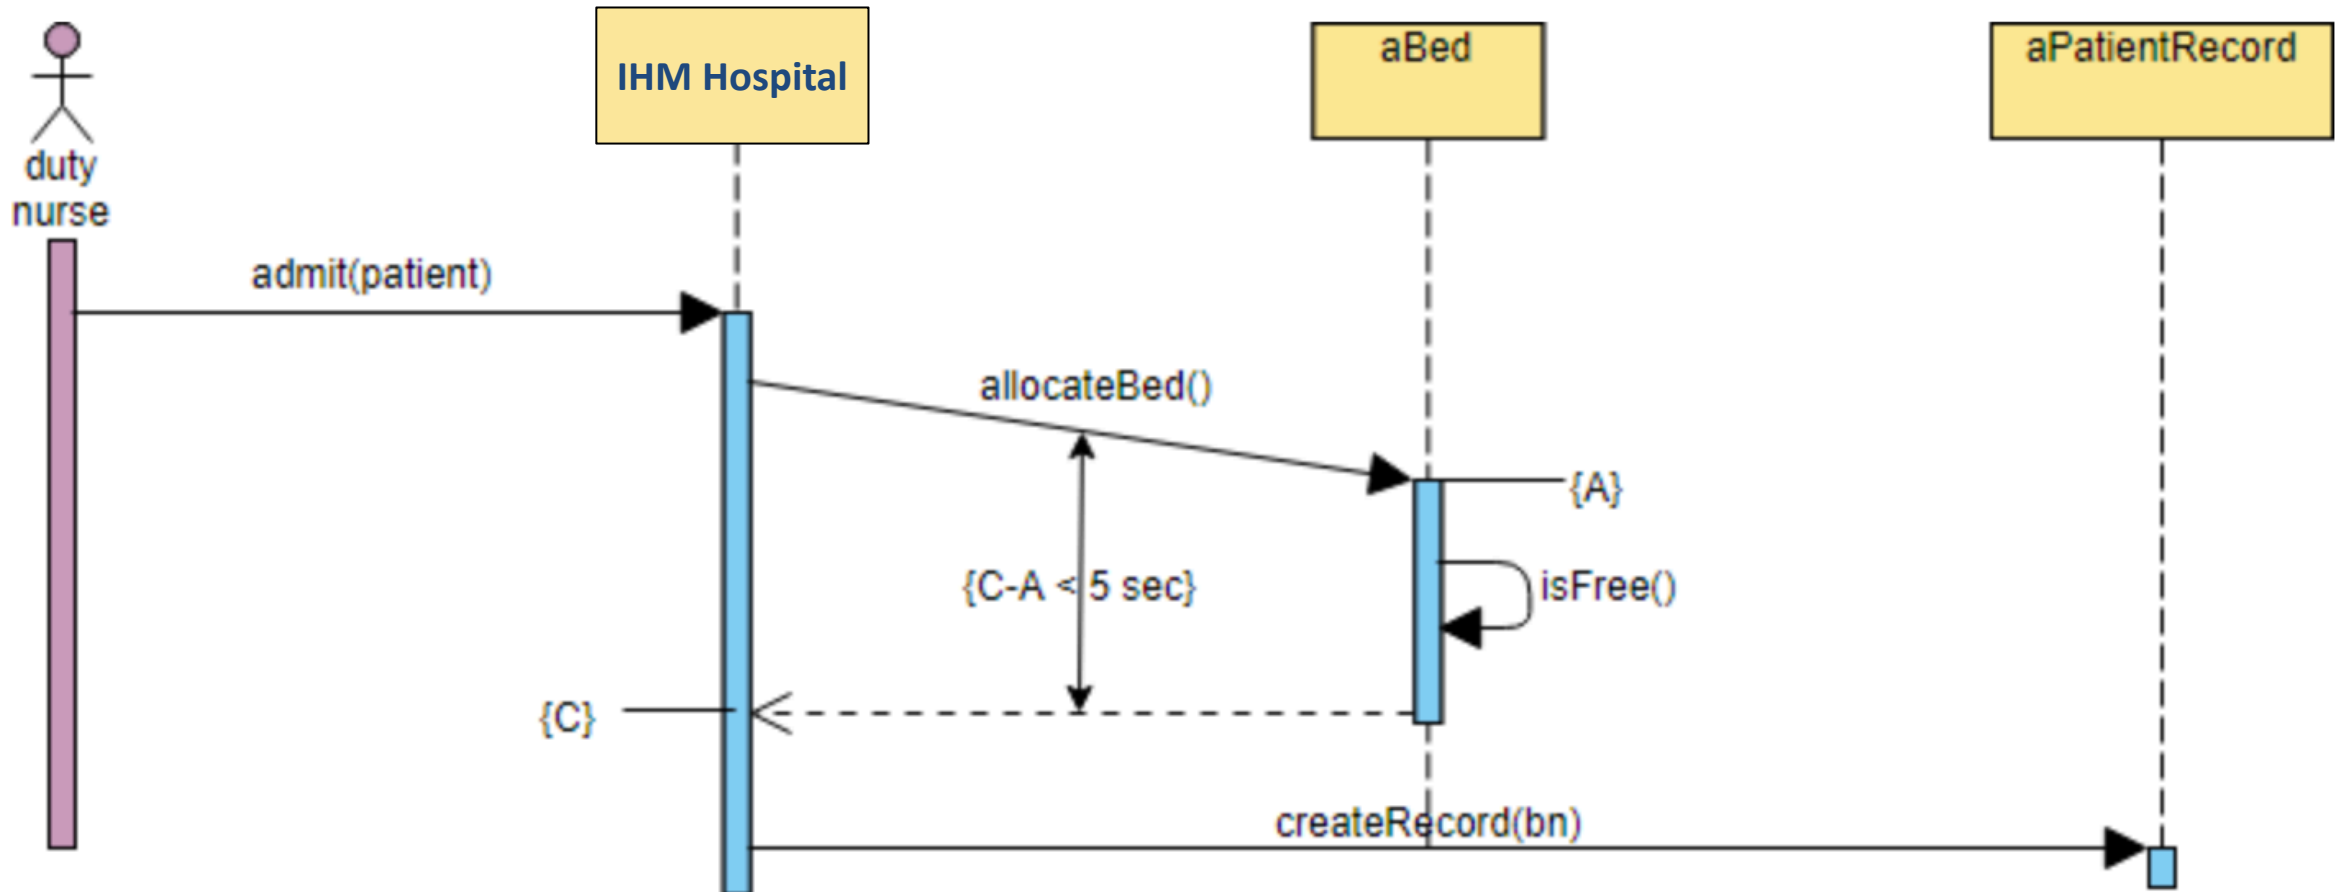 IHM Hospital
aBed
aPatientRecord
duty
nurse
admit(patient)
allocateBed()
{A}
{C-A < 5 sec}
isFree()
{C}
createRecord(bn)